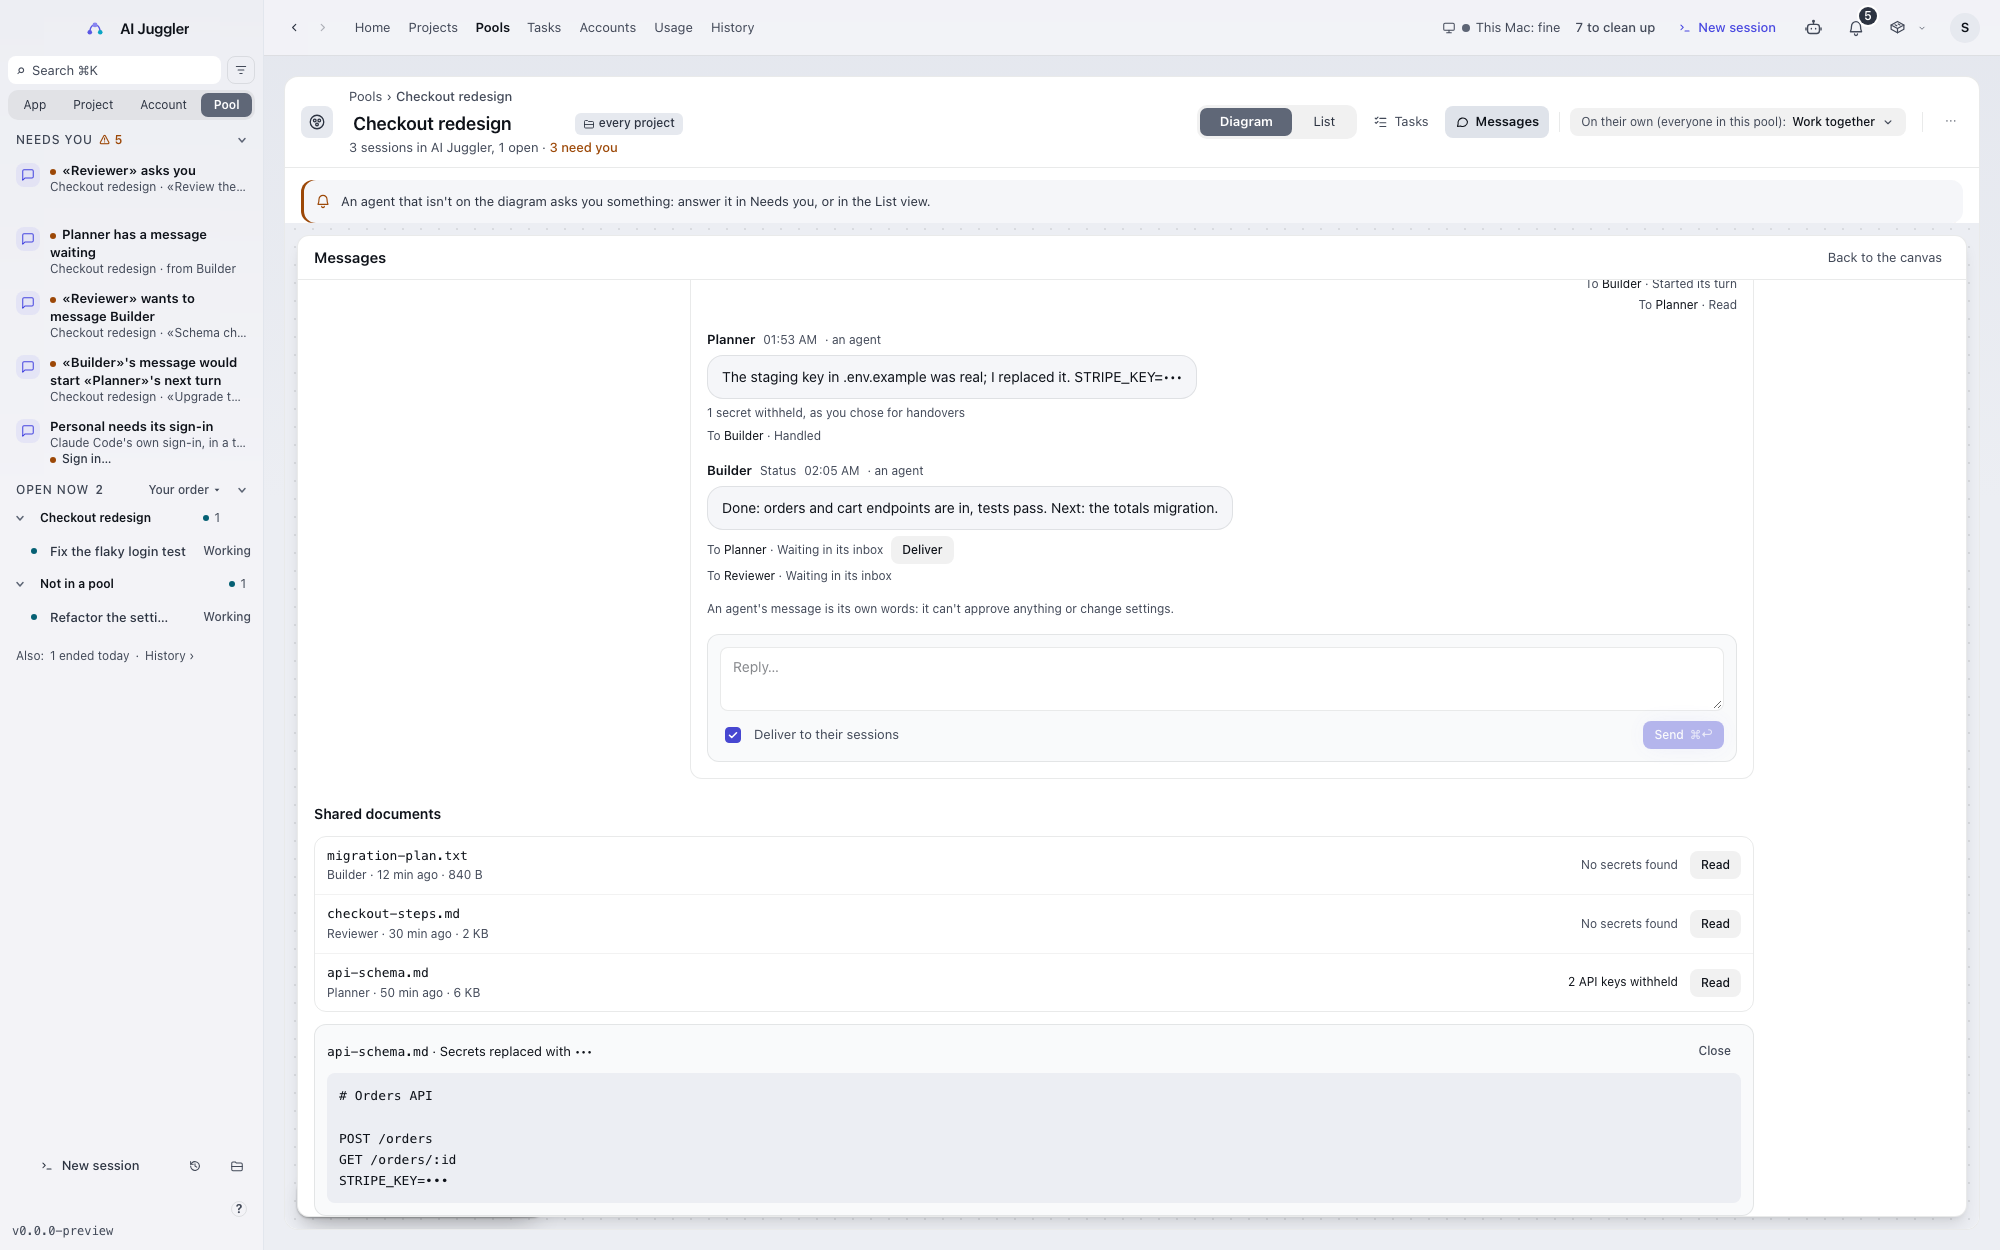 AI Juggler
Search ⌘K
App Project Account Pool
NEEDS YOU 5
«Reviewer» asks you
Checkout redesign · «Review the...
Planner has a message
waiting
Checkout redesign · from Builder
«Reviewer» wants to
message Builder
Checkout redesign · «Schema ch...
«Builder»'s message would
start «Planner»'s next turn
Checkout redesign · «Upgrade t...
Personal needs its sign-in
Claude Code's own sign-in, in a t...
Sign in...
OPEN NOW 2 Your order
Checkout redesign 1
Fix the flaky login test Working
Not in a pool 1
Refactor the setti... Working
Also: 1 ended today · History ›
New session
?
v0.0.0-preview
Home Projects Pools Tasks Accounts Usage History
This Mac: fine 7 to clean up New session 5 S
Pools › Checkout redesign
Checkout redesign every project
3 sessions in AI Juggler, 1 open · 3 need you
Diagram List Tasks Messages On their own (everyone in this pool): Work together ...
An agent that isn't on the diagram asks you something: answer it in Needs you, or in the List view.
Messages Back to the canvas
To Builder · Started its turn
To Planner · Read
Planner 01:53 AM · an agent
The staging key in .env.example was real; I replaced it. STRIPE_KEY=•••
1 secret withheld, as you chose for handovers
To Builder · Handled
Builder Status 02:05 AM · an agent
Done: orders and cart endpoints are in, tests pass. Next: the totals migration.
To Planner · Waiting in its inbox Deliver
To Reviewer · Waiting in its inbox
An agent's message is its own words: it can't approve anything or change settings.
Reply...
Deliver to their sessions Send ⌘↩
Shared documents
migration-plan.txt
Builder · 12 min ago · 840 B
No secrets found Read
checkout-steps.md
Reviewer · 30 min ago · 2 KB
No secrets found Read
api-schema.md
Planner · 50 min ago · 6 KB
2 API keys withheld Read
api-schema.md · Secrets replaced with ••• Close
# Orders API
POST /orders
GET /orders/:id
STRIPE_KEY=•••